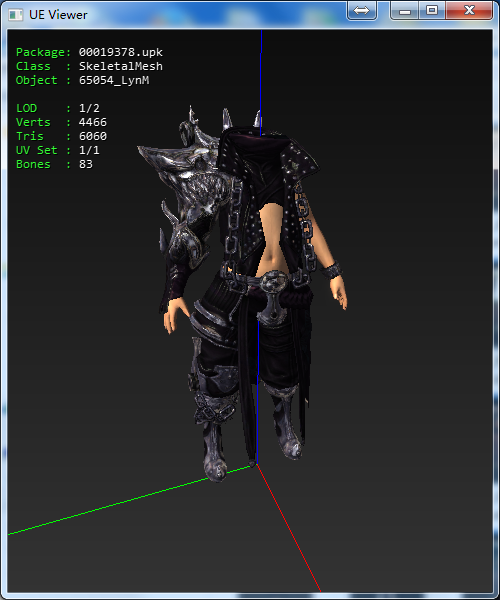 UE Viewer
Package: 00019378.upk
Class : SkeletalMesh
Object : 65054_LynM
LOD : 1/2
Verts : 4466
Tris : 6060
UV Set : 1/1
Bones : 83